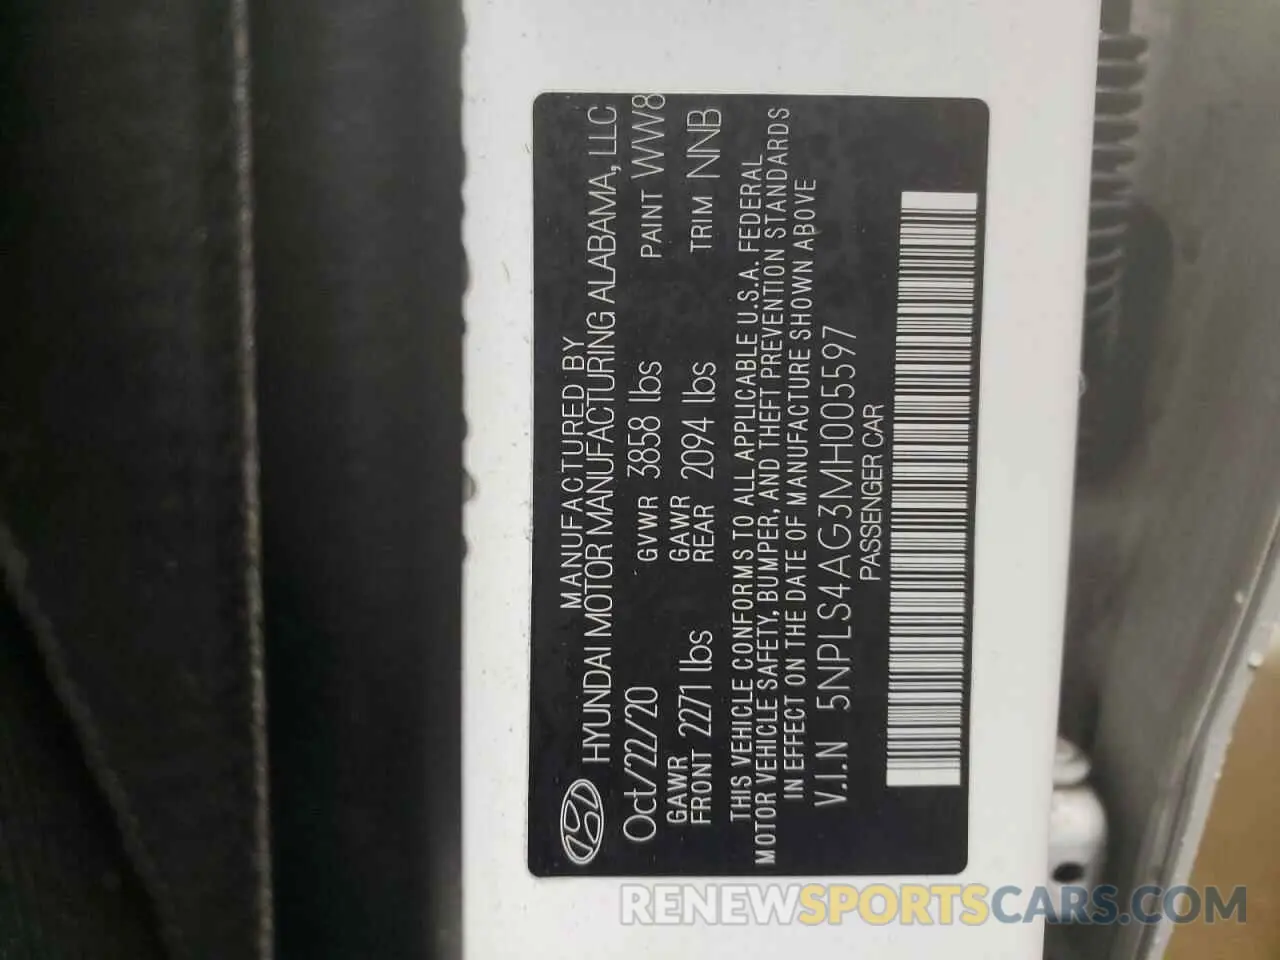 MANUFACTURED BY
HYUNDAI MOTOR MANUFACTURING ALABAMA, LLC
Oct/22/20 GVWR 3858 lbs PAINT WW8
GAWR FRONT 2271 lbs GAWR REAR 2094 lbs TRIM NNB
THIS VEHICLE CONFORMS TO ALL APPLICABLE U.S.A. FEDERAL
MOTOR VEHICLE SAFETY, BUMPER, AND THEFT PREVENTION STANDARDS
IN EFFECT ON THE DATE OF MANUFACTURE SHOWN ABOVE
V.I.N 5NPLS4AG3MH005597
PASSENGER CAR
RENEWSPORTSCARS.COM